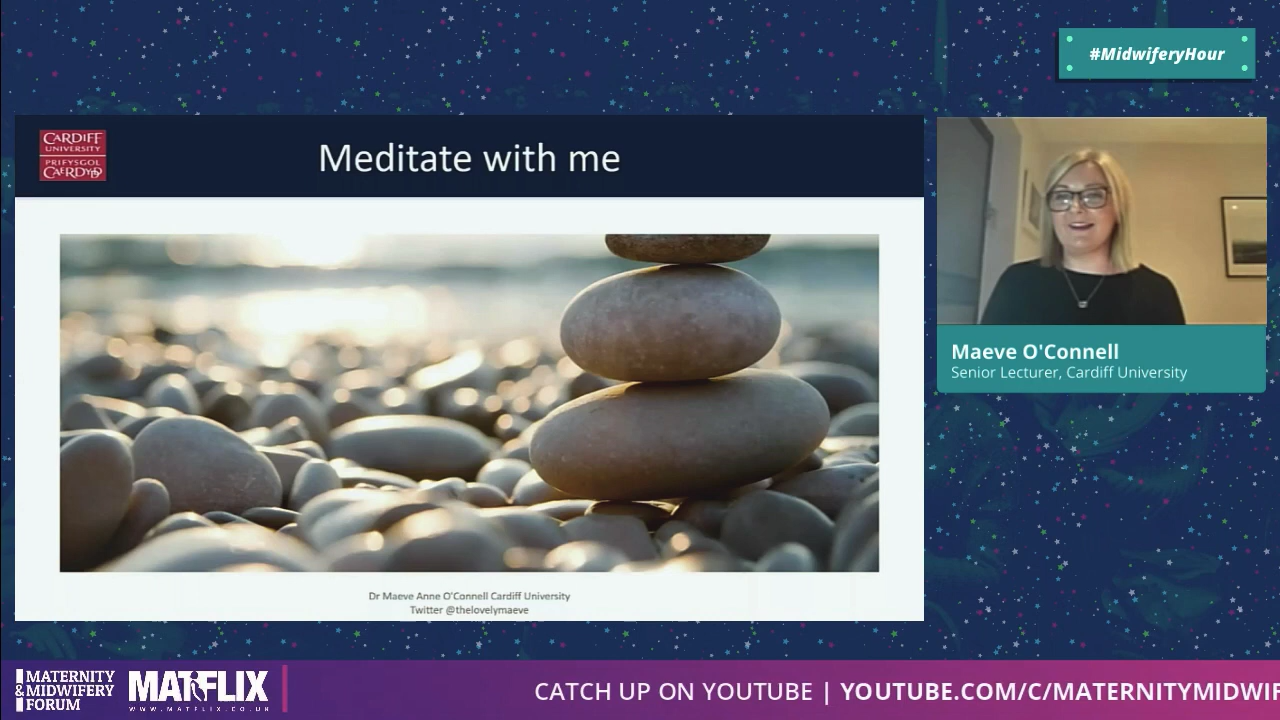 #MidwiferyHour
CARDIFF
UNIVERSITY
PRIFYSGOL
CAERDYDD
Meditate with me
Maeve O'Connell
Senior Lecturer, Cardiff University
Dr Maeve Anne O'Connell Cardiff University
Twitter @thelovelymaeve
MATERNITY
&MIDWIFERY
FORUM
MATFLIX
WWW.MATFLIX.CO.UK
CATCH UP ON YOUTUBE | YOUTUBE.COM/C/MATERNITYMIDWIF